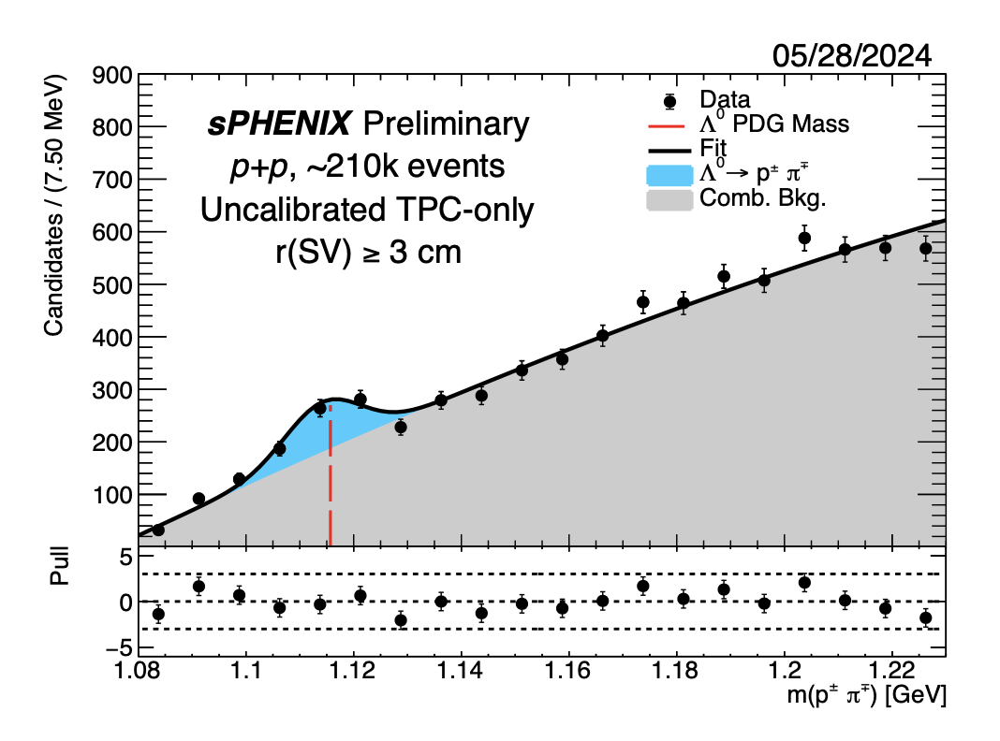 05/28/2024
Candidates / (7.50 MeV)
900
800
700
600
500
400
300
200
100
sPHENIX Preliminary
p+p, ~210k events
Uncalibrated TPC-only
r(SV) ≥ 3 cm
Data
Λ⁰ PDG Mass
Fit
Λ⁰→ p± π∓
Comb. Bkg.
Pull
5
0
−5
1.08 1.1 1.12 1.14 1.16 1.18 1.2 1.22
m(p± π∓) [GeV]